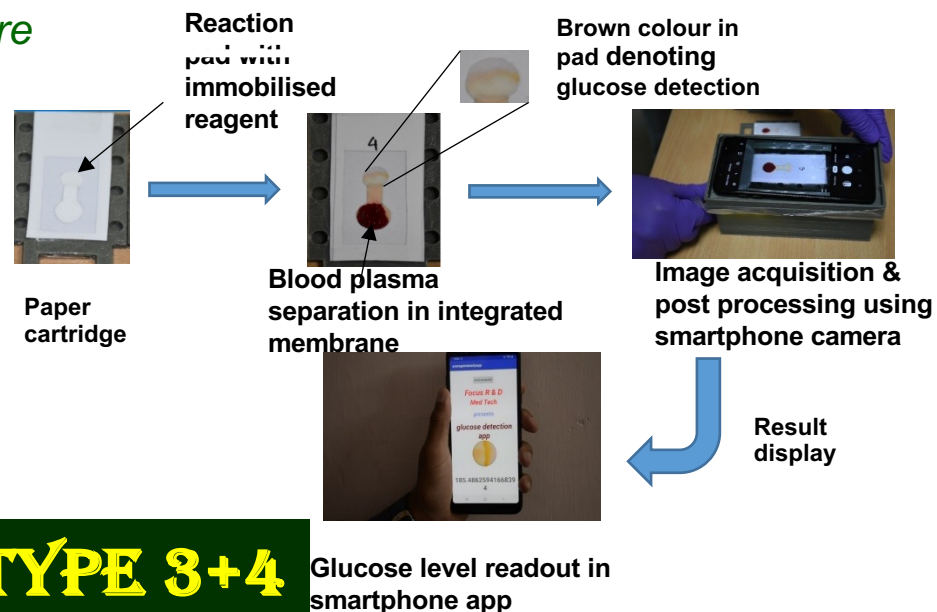 re
Reaction
pad with
immobilised
reagent
Brown colour in
pad denoting
glucose detection
4
Paper
cartridge
Blood plasma
separation in integrated
membrane
Image acquisition &
post processing using
smartphone camera
Focus R & D
Med Tech
presents
glucose detection
app
185.4862594166839
4
Result
display
TYPE 3+4
Glucose level readout in
smartphone app